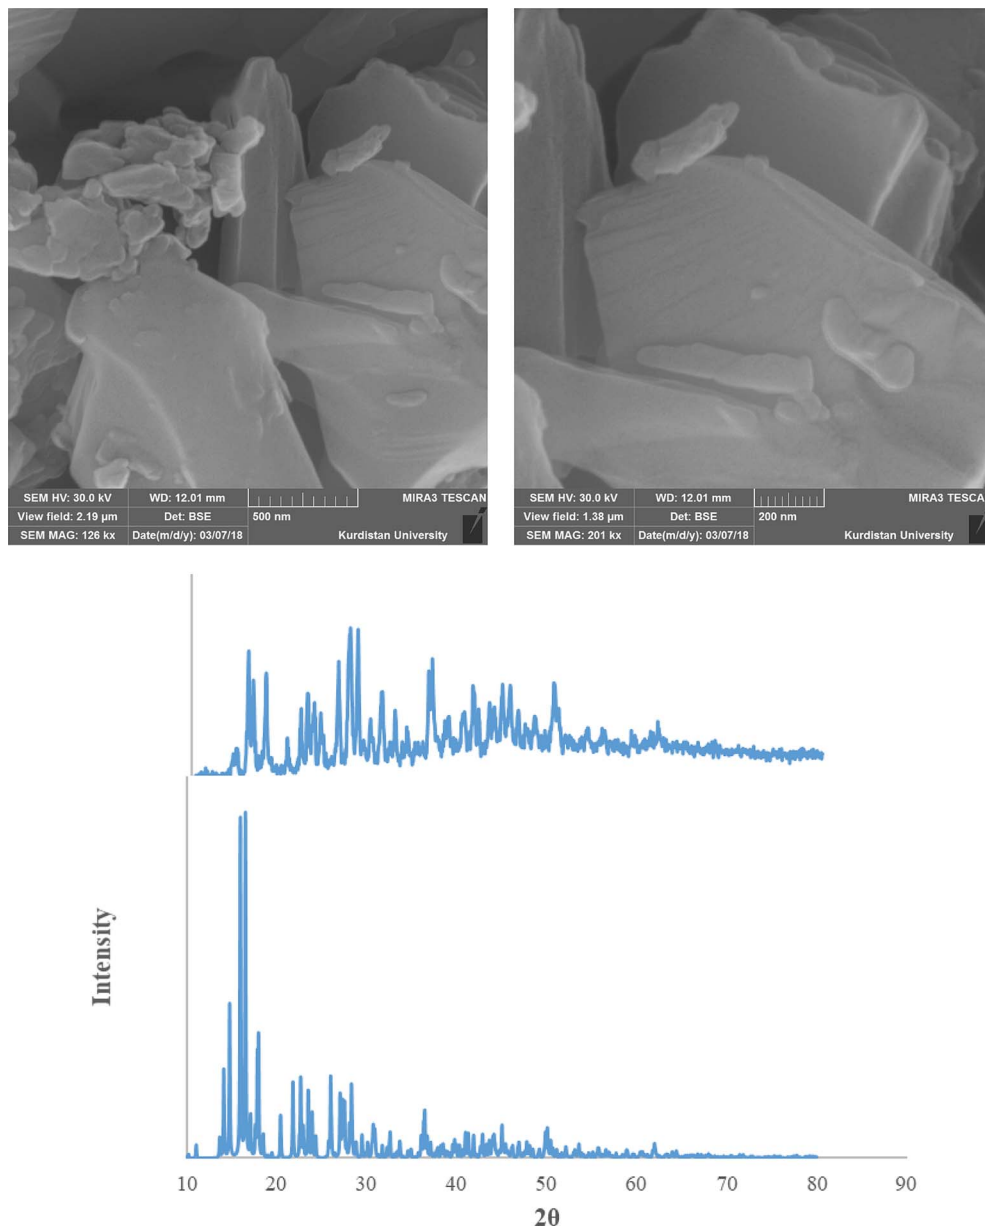 SEM HV: 30.0 kV WD: 12.01 mm MIRA3 TESCAN
View field: 2.19 µm Det: BSE 500 nm
SEM MAG: 126 kx Date(m/d/y): 03/07/18 Kurdistan University
SEM HV: 30.0 kV WD: 12.01 mm MIRA3 TESCA
View field: 1.38 µm Det: BSE 200 nm
SEM MAG: 201 kx Date(m/d/y): 03/07/18 Kurdistan University
Intensity
10 20 30 40 50 60 70 80 90
2θ